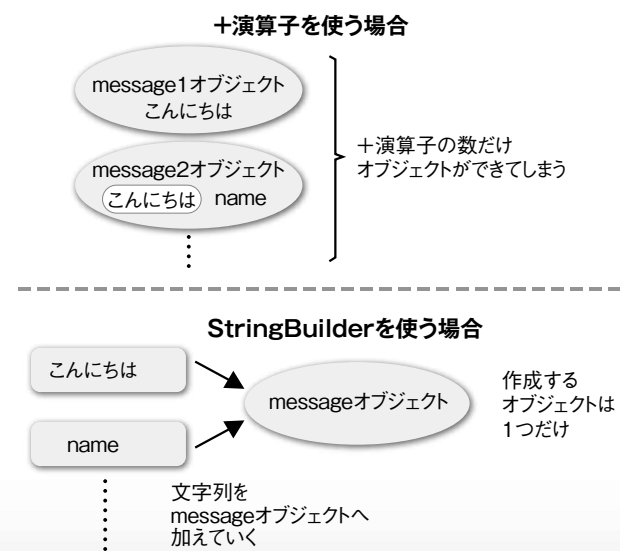 ＋演算子を使う場合
message1オブジェクト
こんにちは
message2オブジェクト
こんにちは name
＋演算子の数だけ
オブジェクトができてしまう
StringBuilderを使う場合
こんにちは
name
messageオブジェクト
作成する
オブジェクトは
1つだけ
文字列を
messageオブジェクトへ
加えていく